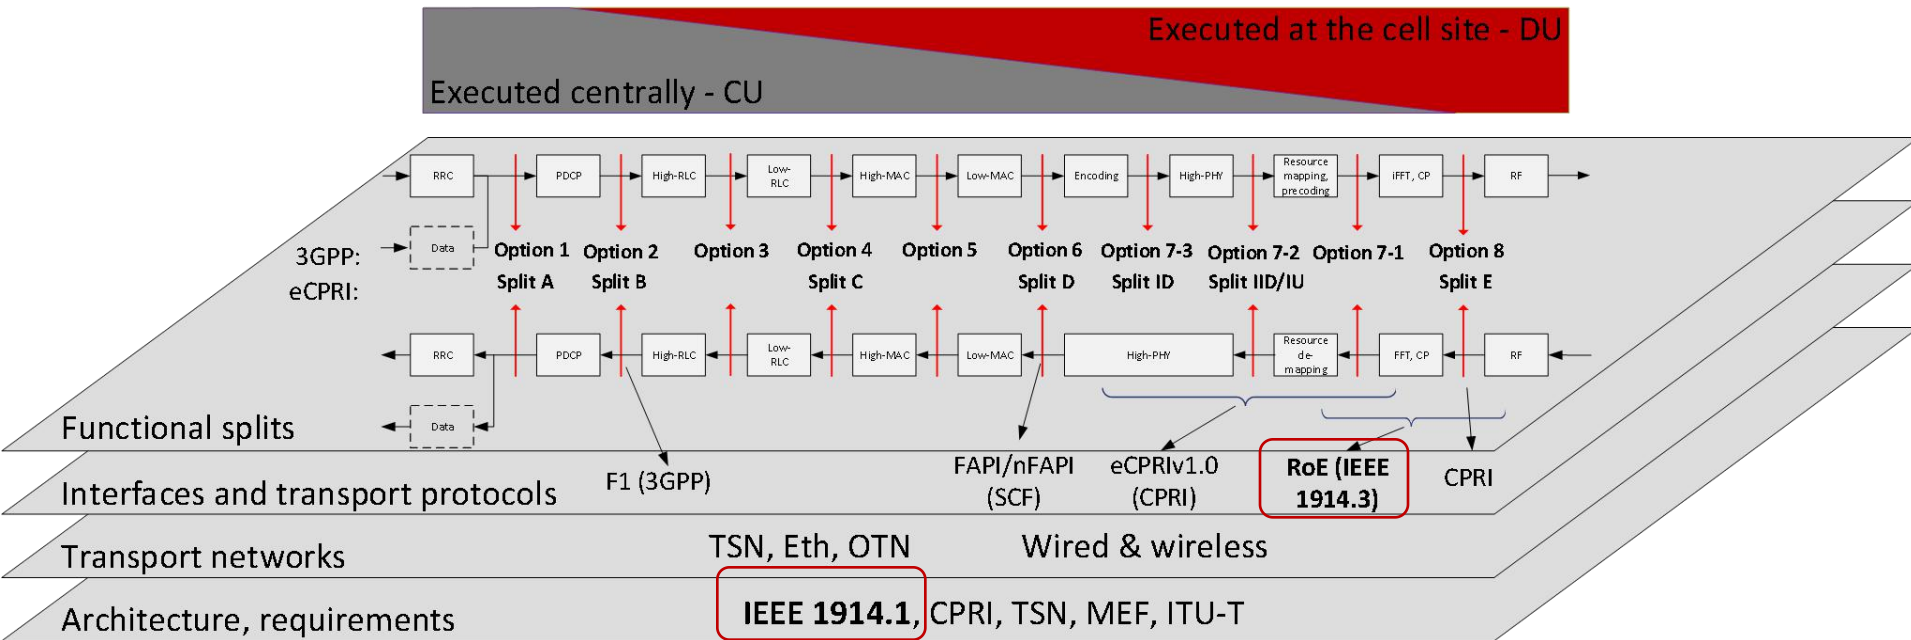 Executed at the cell site - DU
Executed centrally - CU
RRC
PDCP
High-RLC
Low-
RLC
High-MAC
Low-MAC
Encoding
High-PHY
Resource
mapping,
precoding
iFFT, CP
RF
Data
3GPP:
Option 1
Option 2
Option 3
Option 4
Option 5
Option 6
Option 7-3
Option 7-2
Option 7-1
Option 8
eCPRI:
Split A
Split B
Split C
Split D
Split ID
Split IID/IU
Split E
RRC
PDCP
High-RLC
Low-
RLC
High-MAC
Low-MAC
High-PHY
Resource
de-
mapping
FFT, CP
RF
Data
Functional splits
Interfaces and transport protocols
F1 (3GPP)
FAPI/nFAPI
(SCF)
eCPRIv1.0
(CPRI)
RoE (IEEE
1914.3)
CPRI
Transport networks
TSN, Eth, OTN
Wired & wireless
Architecture, requirements
IEEE 1914.1, CPRI, TSN, MEF, ITU-T